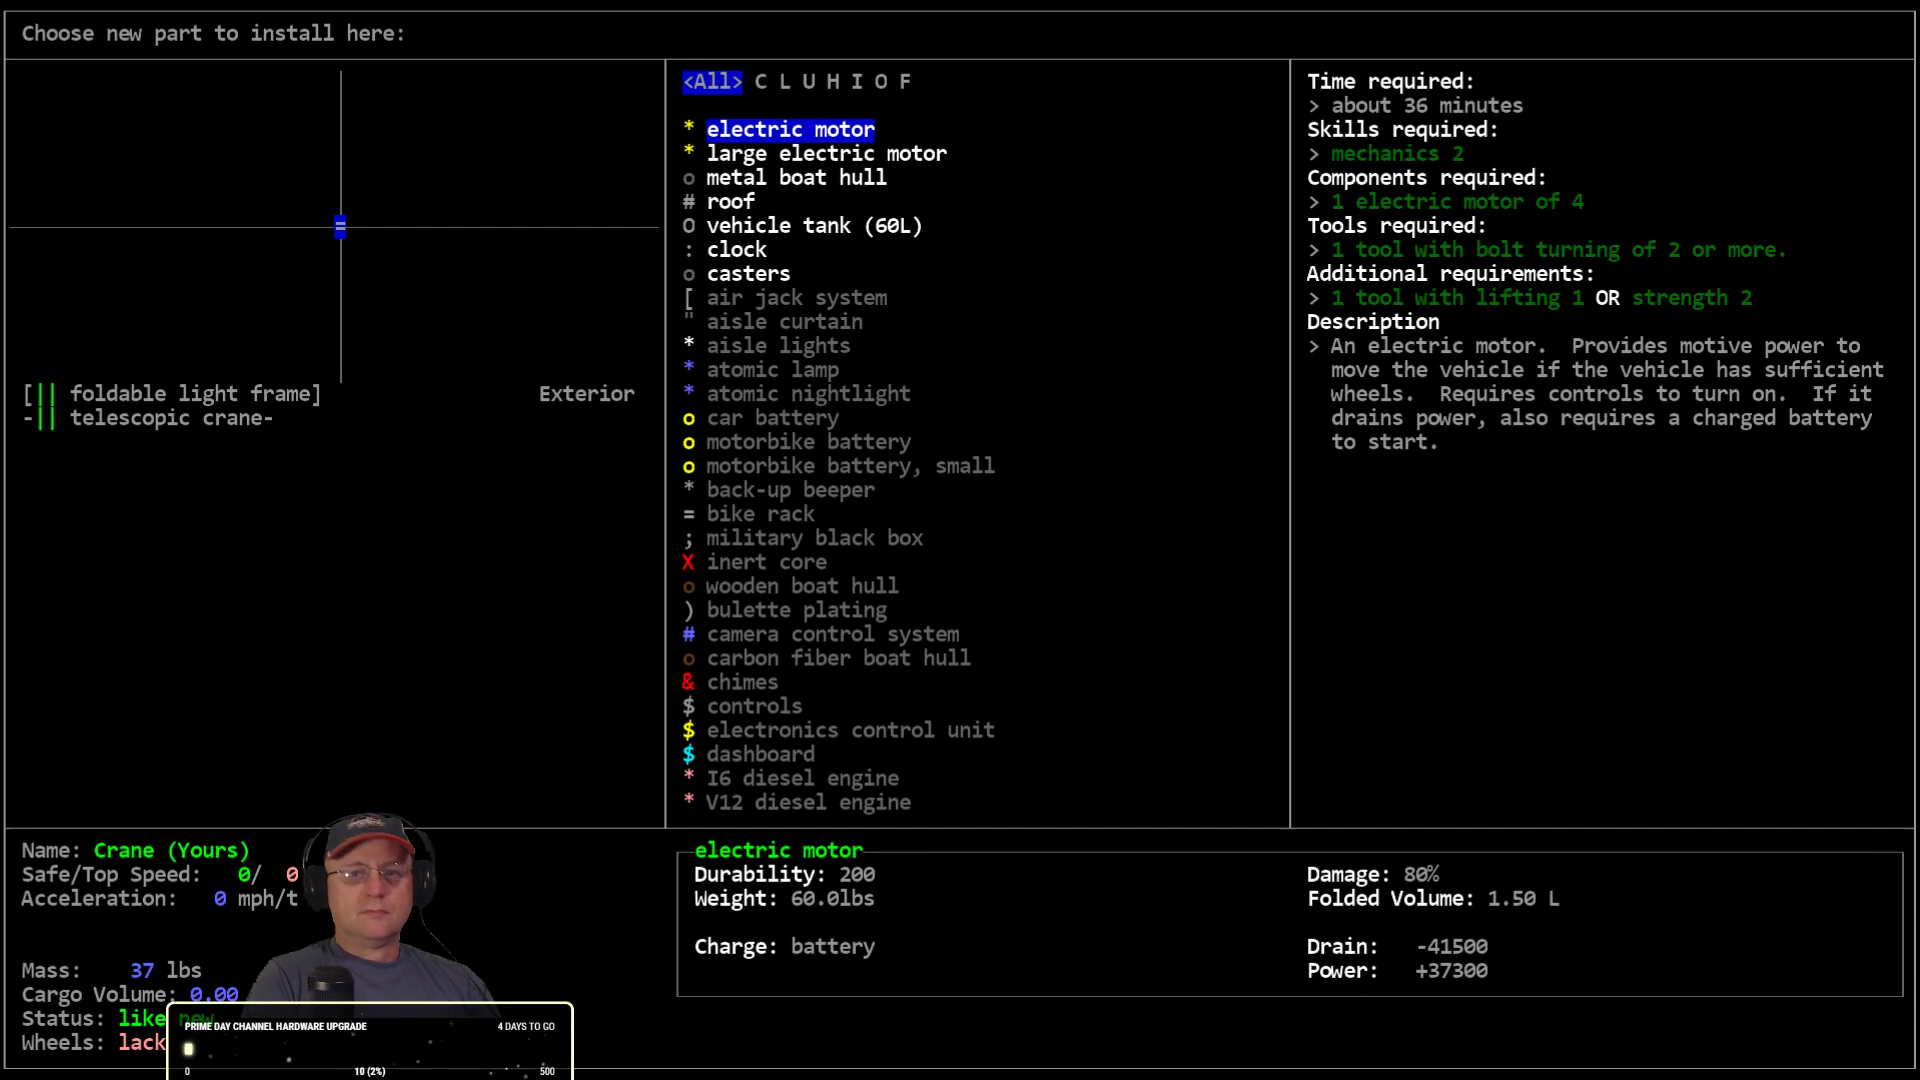 Choose new part to install here:
[|| foldable light frame] Exterior
-|| telescopic crane-
<All> C L U H I O F
* electric motor
* large electric motor
o metal boat hull
# roof
O vehicle tank (60L)
: clock
o casters
[ air jack system
" aisle curtain
* aisle lights
* atomic lamp
* atomic nightlight
o car battery
o motorbike battery
o motorbike battery, small
* back-up beeper
= bike rack
; military black box
X inert core
o wooden boat hull
) bulette plating
# camera control system
o carbon fiber boat hull
& chimes
$ controls
$ electronics control unit
$ dashboard
* I6 diesel engine
* V12 diesel engine
Time required:
> about 36 minutes
Skills required:
> mechanics 2
Components required:
> 1 electric motor of 4
Tools required:
> 1 tool with bolt turning of 2 or more.
Additional requirements:
> 1 tool with lifting 1 OR strength 2
Description
> An electric motor. Provides motive power to
move the vehicle if the vehicle has sufficient
wheels. Requires controls to turn on. If it
drains power, also requires a charged battery
to start.
Name: Crane (Yours)
Safe/Top Speed: 0/ 0
Acceleration: 0 mph/t
Mass: 37 lbs
Cargo Volume: 0.00
Status: like new
Wheels: lack
PRIME DAY CHANNEL HARDWARE UPGRADE 4 DAYS TO GO
0 10 (2%) 500
electric motor
Durability: 200
Weight: 60.0lbs
Charge: battery
Damage: 80%
Folded Volume: 1.50 L
Drain: -41500
Power: +37300